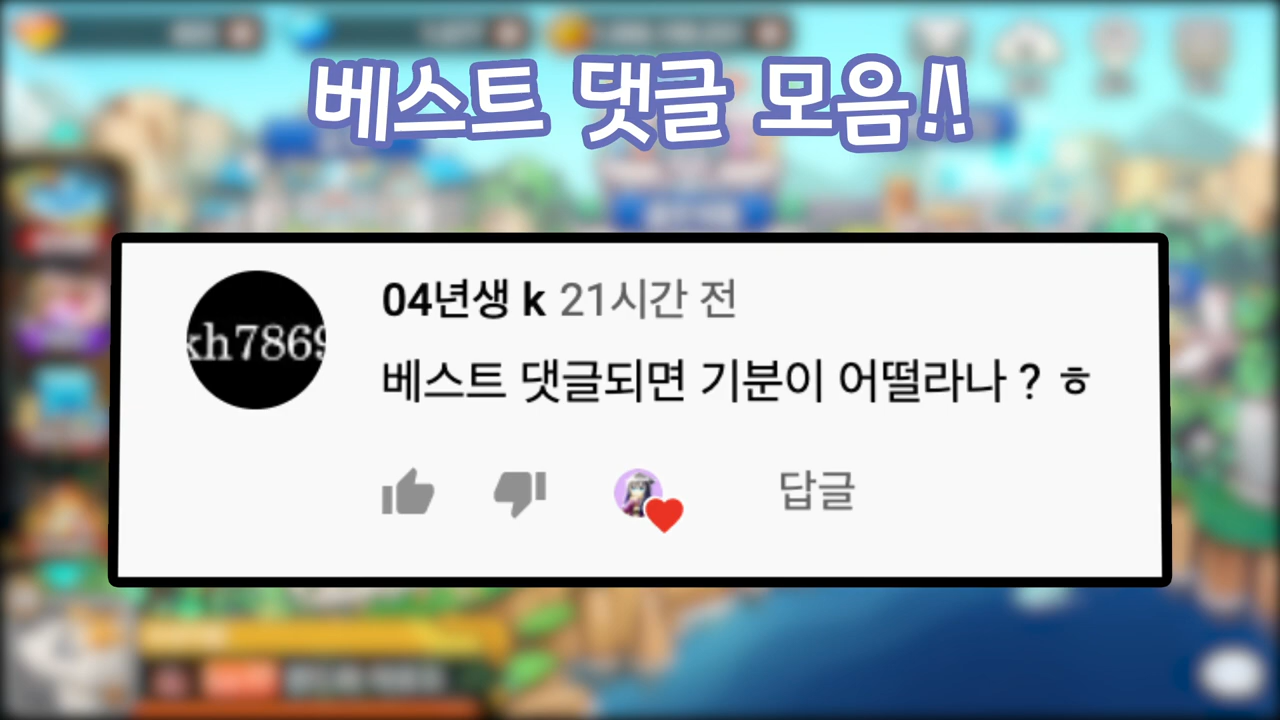 베스트 댓글 모음!!
04년생 k 21시간 전
kh7869
베스트 댓글되면 기분이 어떨라나 ? ㅎ
답글